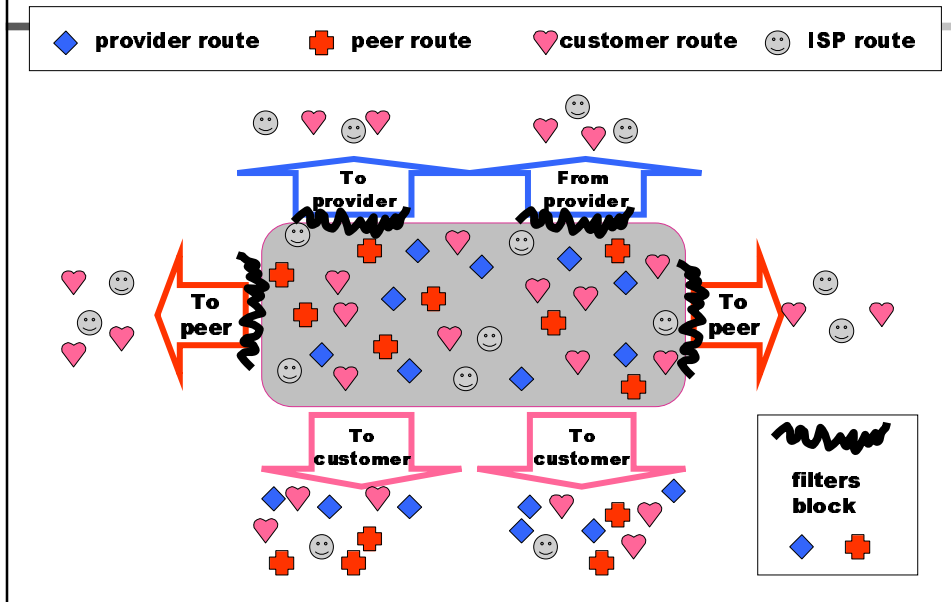 provider route peer route customer route ISP route
To
provider
From
provider
To
peer
To
peer
To
customer
To
customer
filters
block